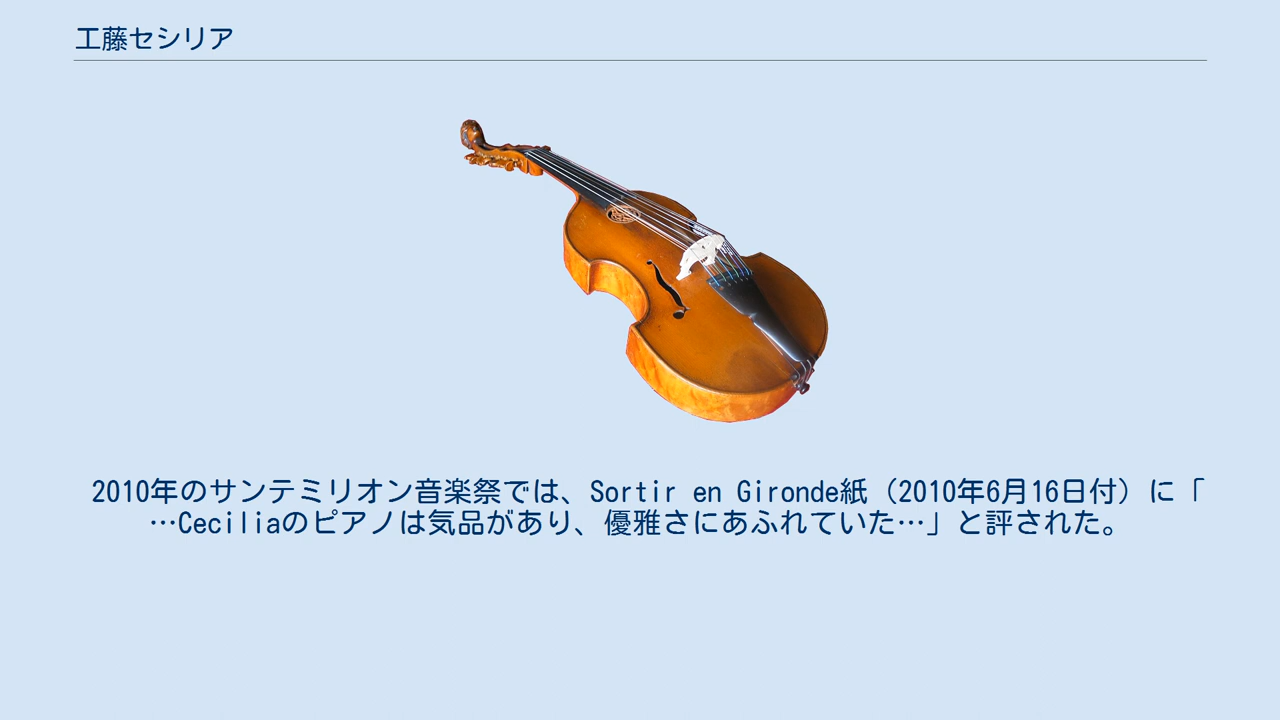 工藤セシリア
2010年のサンテミリオン音楽祭では、Sortir en Gironde紙（2010年6月16日付）に「
…Ceciliaのピアノは気品があり、優雅さにあふれていた…」と評された。